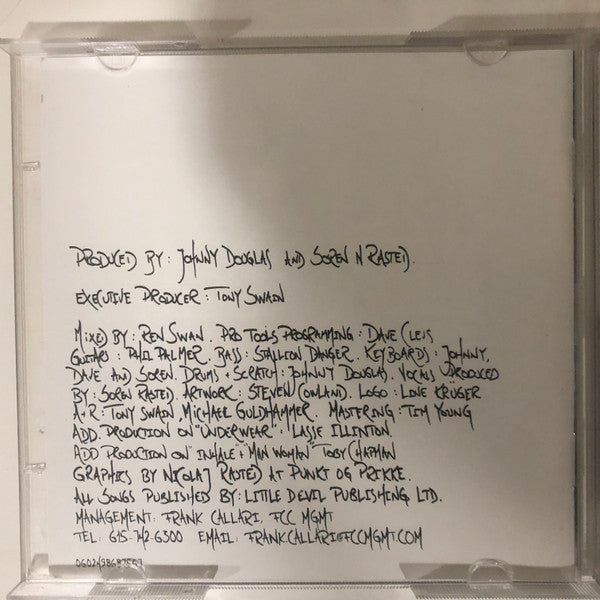 PRODUCED BY: JOHNNY DOUGLAS AND SOREN N RASTED.
EXECUTIVE PRODUCER: TONY SWAIN
MIXED BY: REN SWAN. PRO TOOLS PROGRAMMING: DAVE CLEIS
GUITARS: PHIL PALMER. BASS: STALLION DANGER. KEYBOARDS: JOHNNY,
DAVE AND SOREN. DRUMS + SCRATCH: JOHNNY DOUGLAS. VOCALS PRODUCED
BY: SOREN RASTED. ARTWORK: STEVEN COWLAND. LOGO: LINE KRUGER
A+R: TONY SWAIN, MICHAEL GULDHAMMER. MASTERING: TIM YOUNG
ADD. PRODUCTION ON "UNDERWEAR": LASSE ILLINTON.
ADD PRODUCTION ON INHALE + "MAN WOMAN" TOBY CHAPMAN
GRAPHICS BY NICOLAJ RASTED AT PUNKT OG PRIKKE.
ALL SONGS PUBLISHED BY: LITTLE DEVIL PUBLISHING LTD.
MANAGEMENT: FRANK CALLARI, FCC MGMT
TEL: 615.742.6300 EMAIL: FRANKCALLARI@FCCMGMT.COM